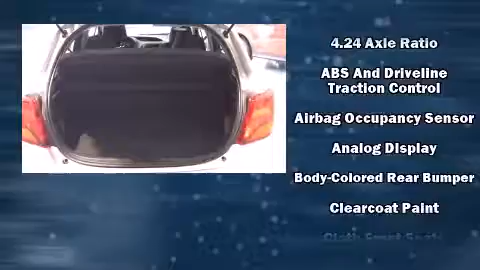 4.24 Axle Ratio
ABS And Driveline
Traction Control
Airbag Occupancy Sensor
Analog Display
Body-Colored Rear Bumper
Clearcoat Paint